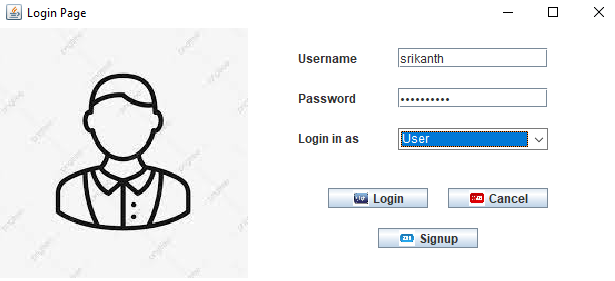 Login Page
Username srikanth
Password ••••••••••
Login in as User
Login Cancel
Signup